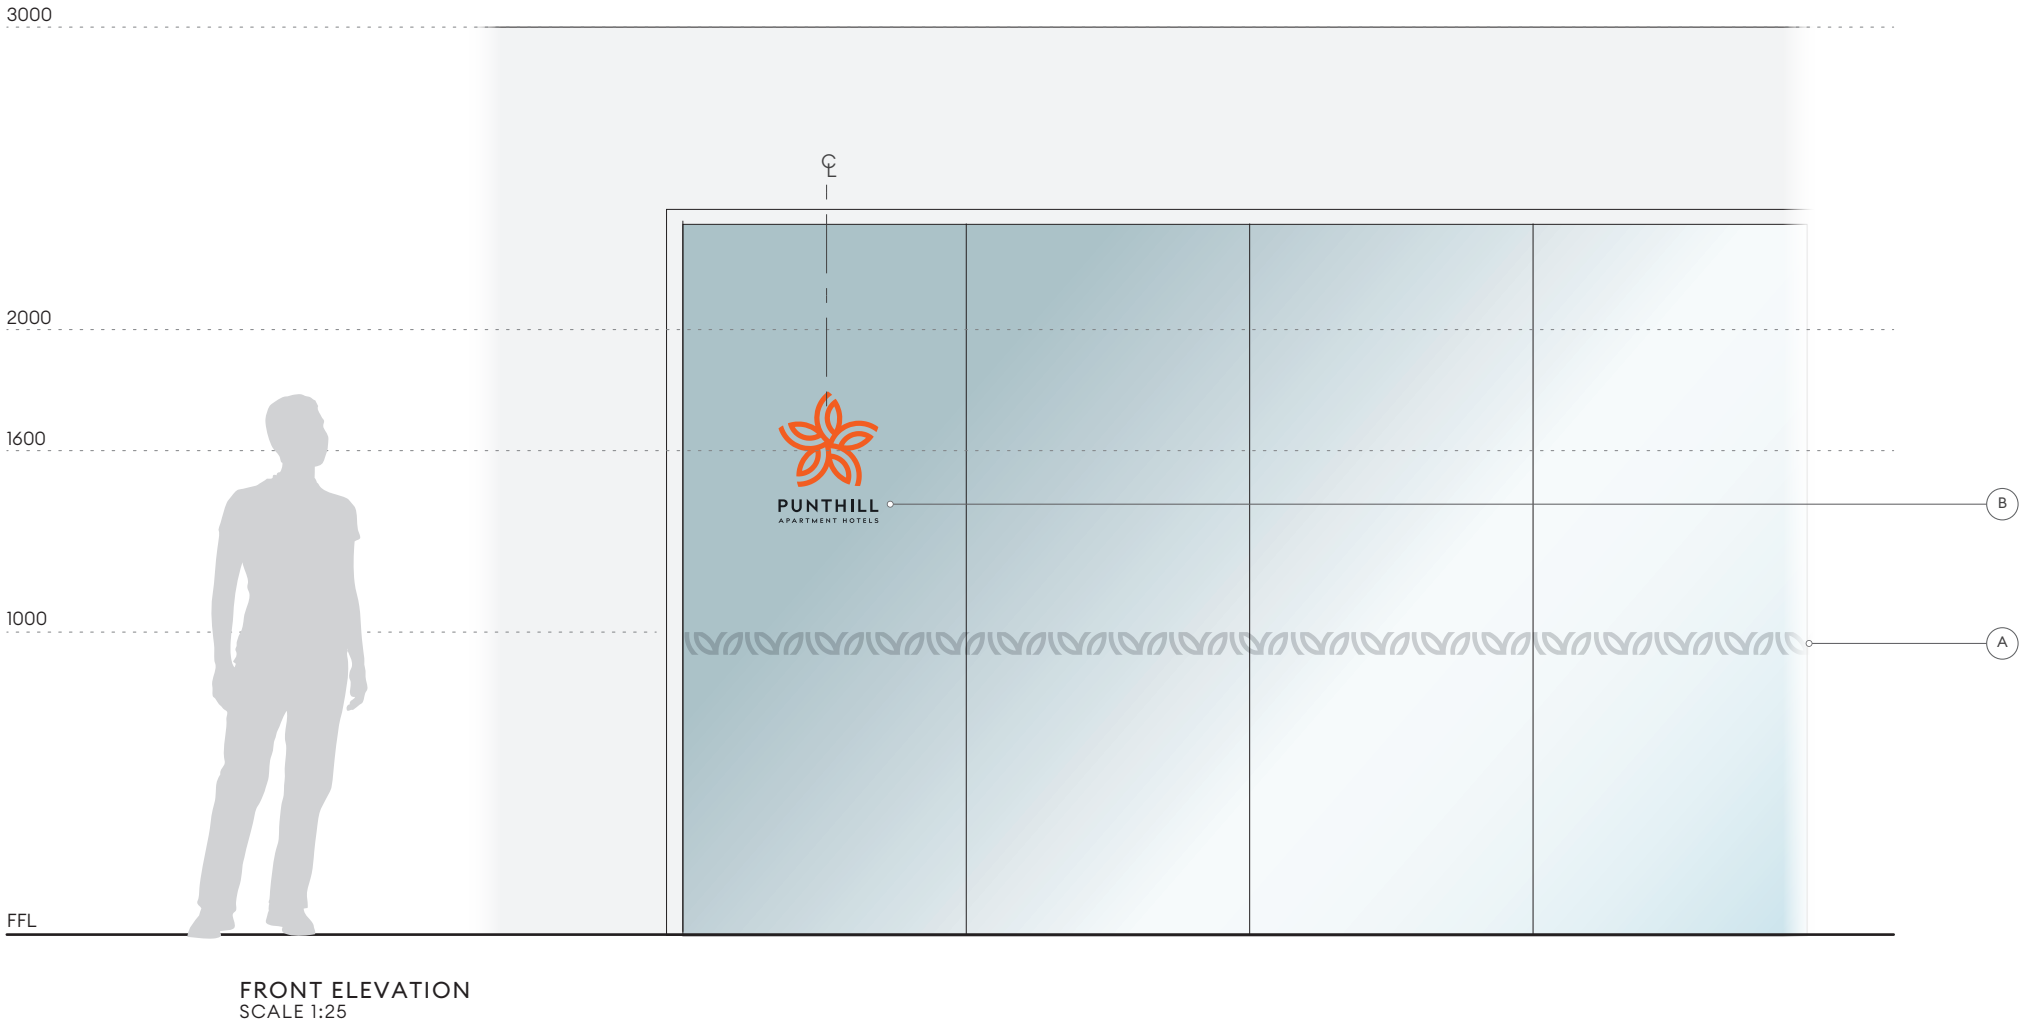 3000
℄
2000
1600
PUNTHILL
APARTMENT HOTELS
B
1000
A
FFL
FRONT ELEVATION
SCALE 1:25